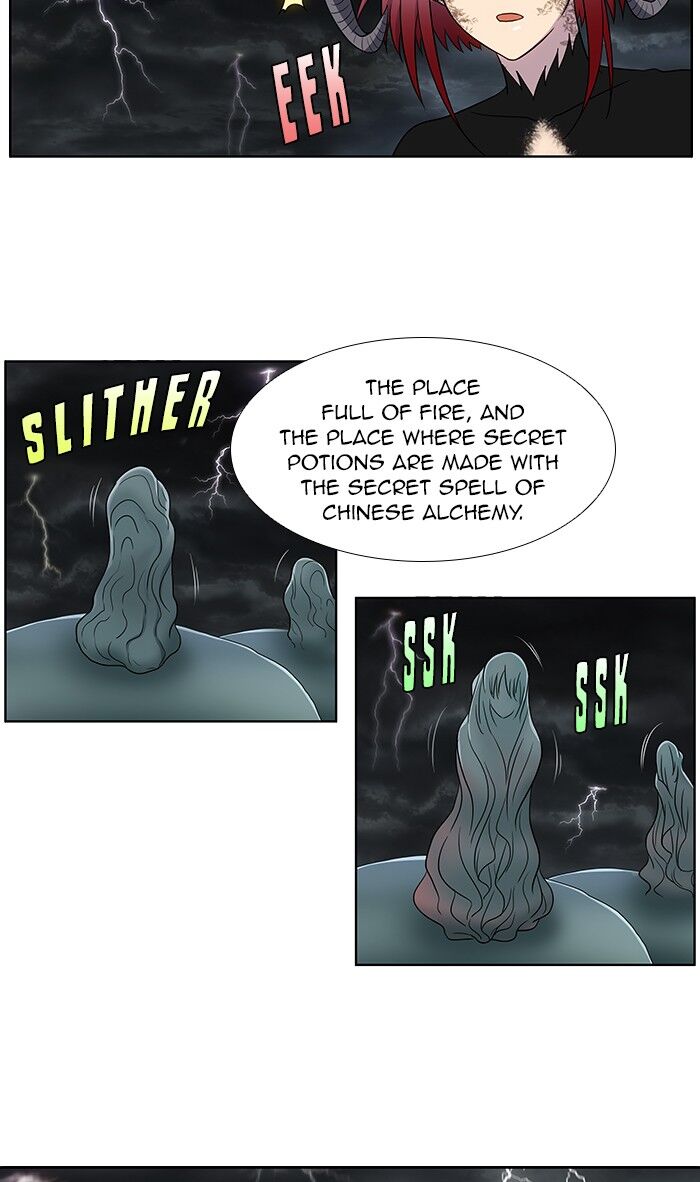 EEK
SLITHER
THE PLACE
FULL OF FIRE, AND
THE PLACE WHERE SECRET
POTIONS ARE MADE WITH
THE SECRET SPELL OF
CHINESE ALCHEMY.
SSK
SSK